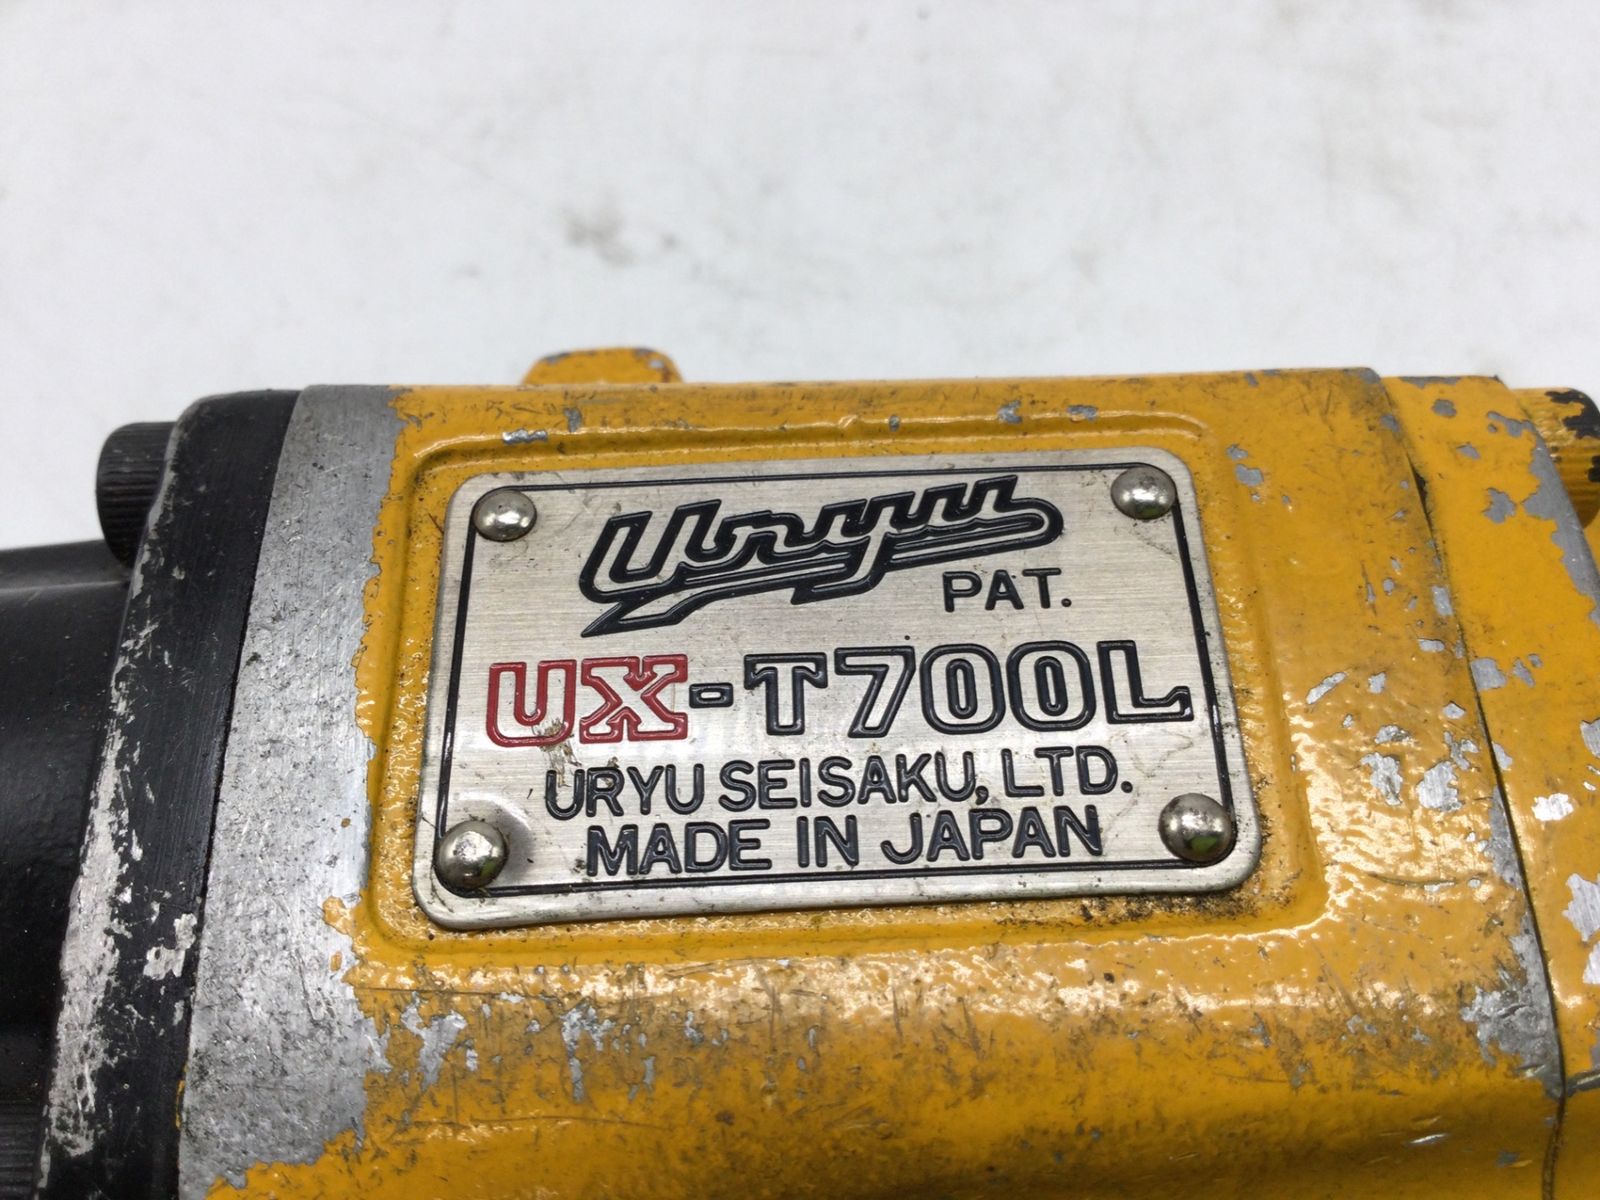 Uryu
PAT.
UX-T700L
URYU SEISAKU, LTD.
MADE IN JAPAN